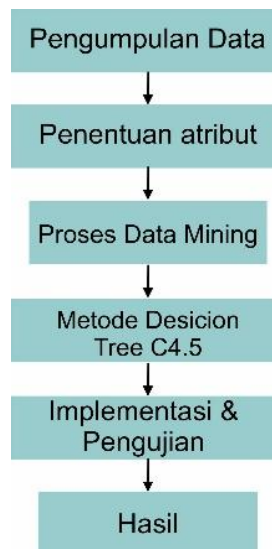 Pengumpulan Data
Penentuan atribut
Proses Data Mining
Metode Desicion
Tree C4.5
Implementasi &
Pengujian
Hasil